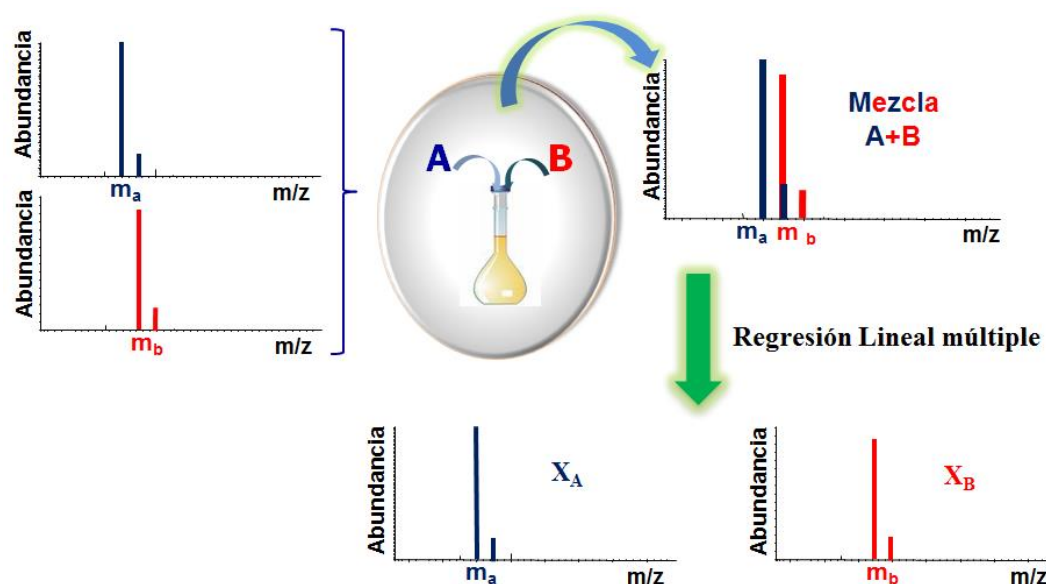 Abundancia
m/z
ma
Abundancia
m/z
mb
A B
Abundancia
Mezcla
A+B
ma m b
m/z
Regresión Lineal múltiple
Abundancia
XA
ma
m/z
Abundancia
XB
mb
m/z